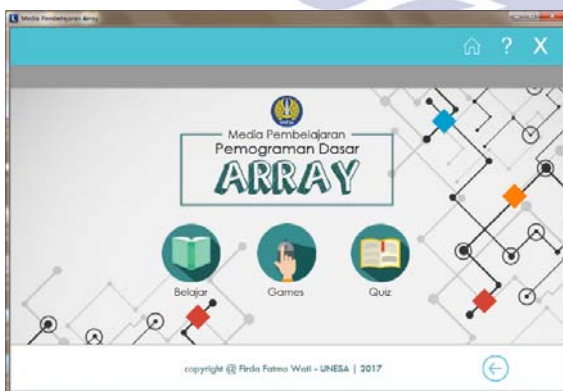 Media Pembelajaran Array
? X
UNESA
Media Pembelajaran
Pemograman Dasar
ARRAY
Belajar
Games
Quiz
copyright @ Firda Fatma Wati - UNESA | 2017